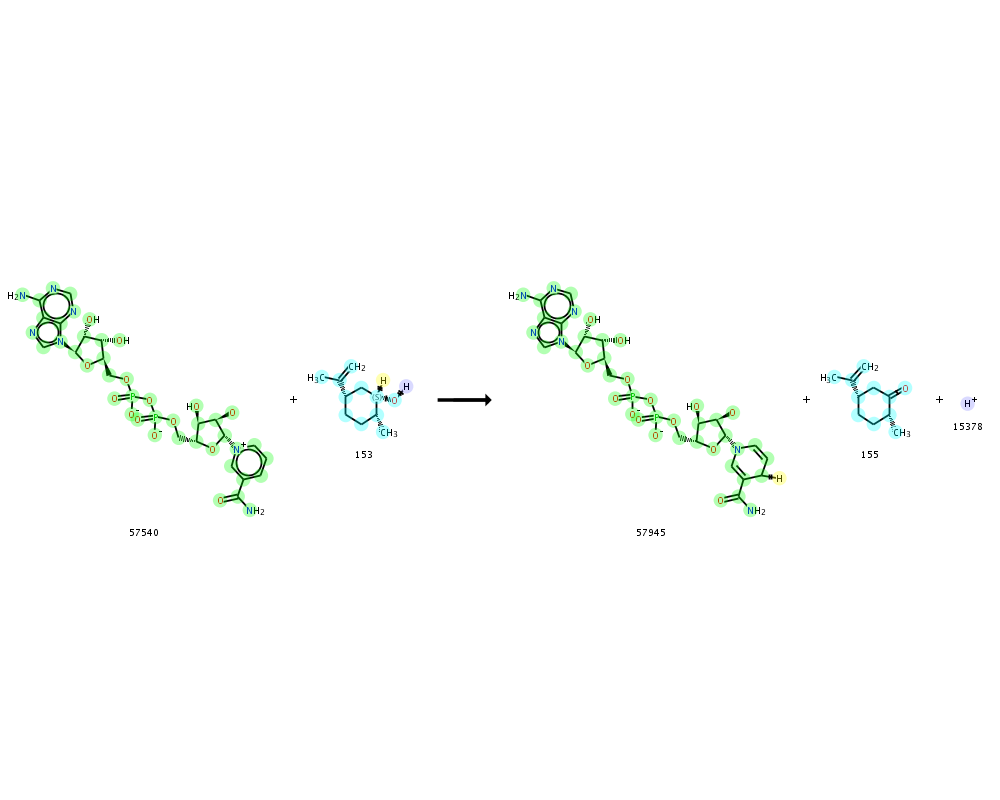 H₂N N N N N N OH OH O O P O O⁻ O P O O⁻ O HO O O N⁺ O NH₂
57540
+
H₃C CH₂ H H (S) O CH₃
153
H₂N N N N N N OH OH O O P O O⁻ O P O O⁻ O HO O O N H O NH₂
57945
+
H₃C CH₂ O CH₃
155
+
H⁺
15378